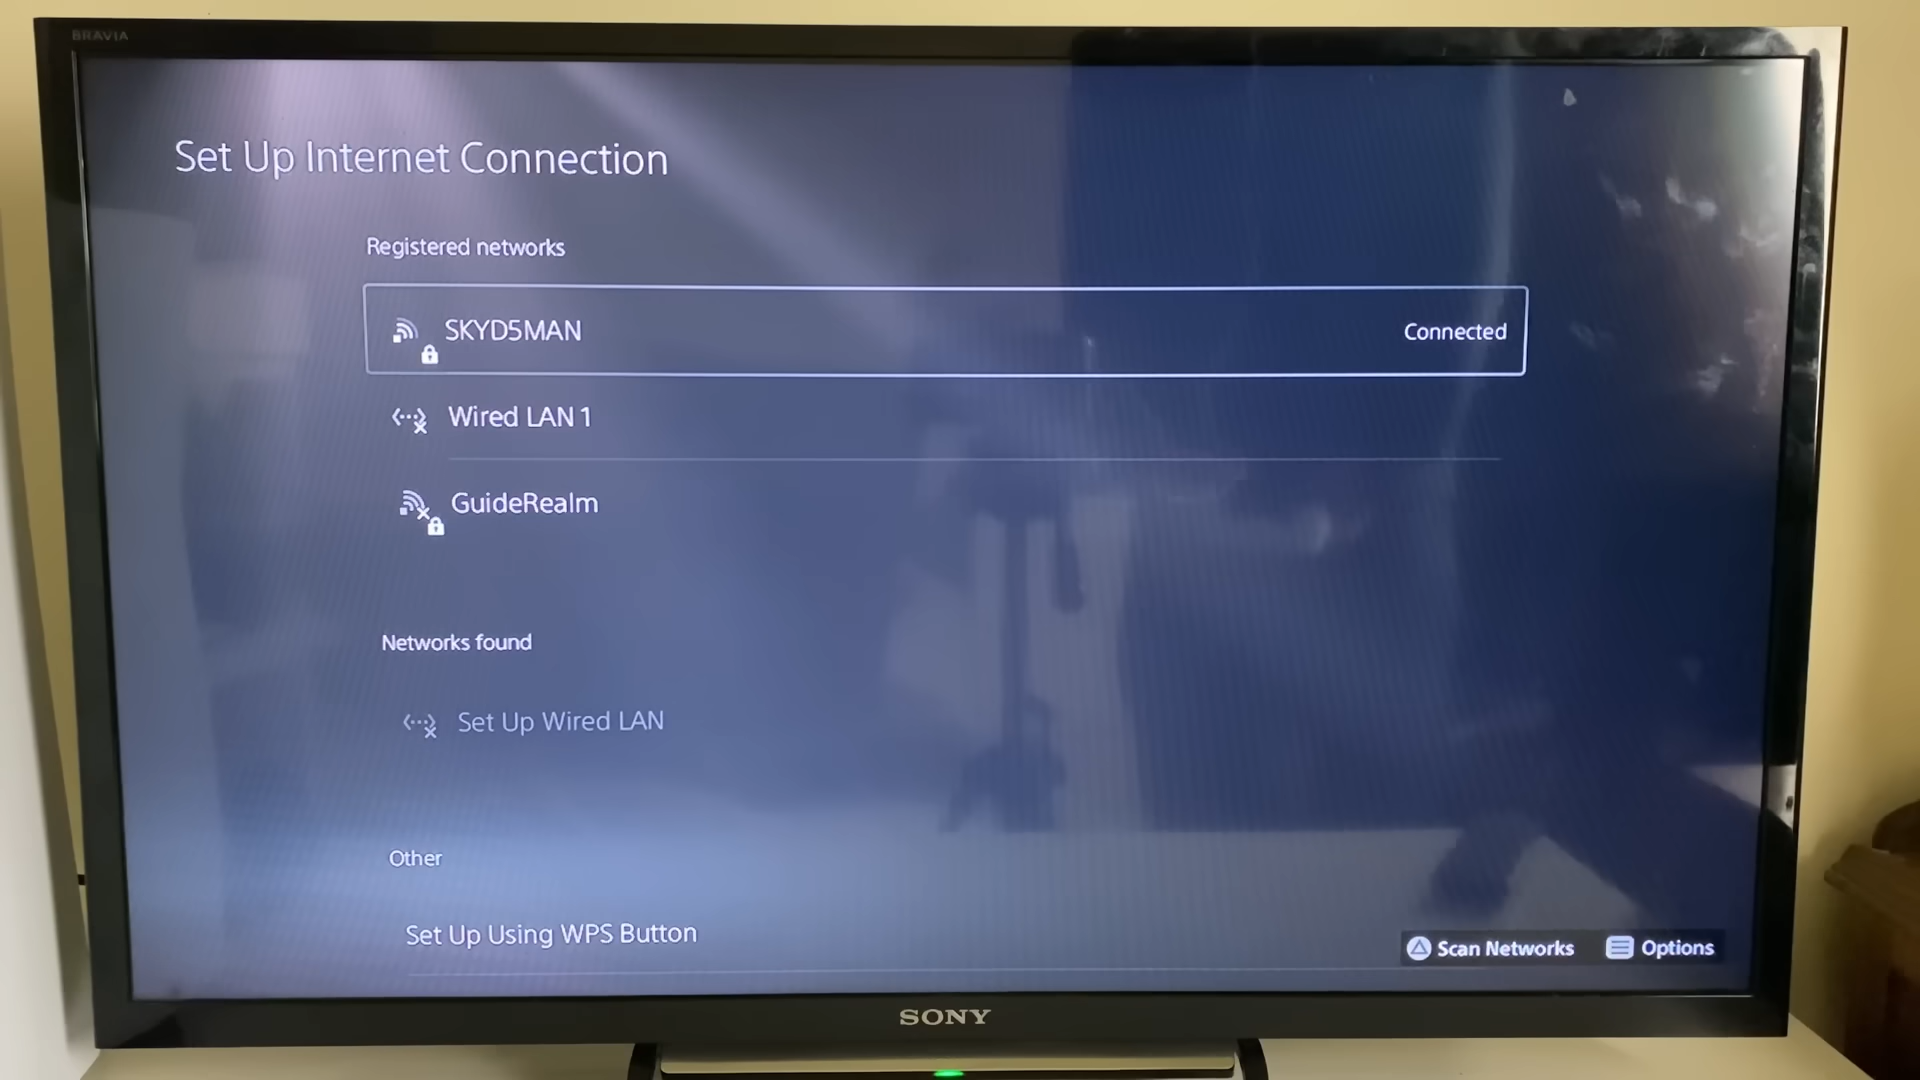 BRAVIA
Set Up Internet Connection
Registered networks
SKYD5MAN Connected
Wired LAN 1
GuideRealm
Networks found
Set Up Wired LAN
Other
Set Up Using WPS Button
Scan Networks Options
SONY